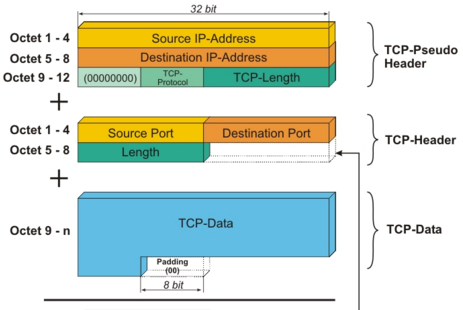 32 bit
Octet 1 - 4
Source IP-Address
Octet 5 - 8
Destination IP-Address
Octet 9 - 12
(00000000)
TCP-
Protocol
TCP-Length
TCP-Pseudo
Header
+
Octet 1 - 4
Source Port
Destination Port
Octet 5 - 8
Length
TCP-Header
+
Octet 9 - n
TCP-Data
TCP-Data
Padding
(00)
8 bit